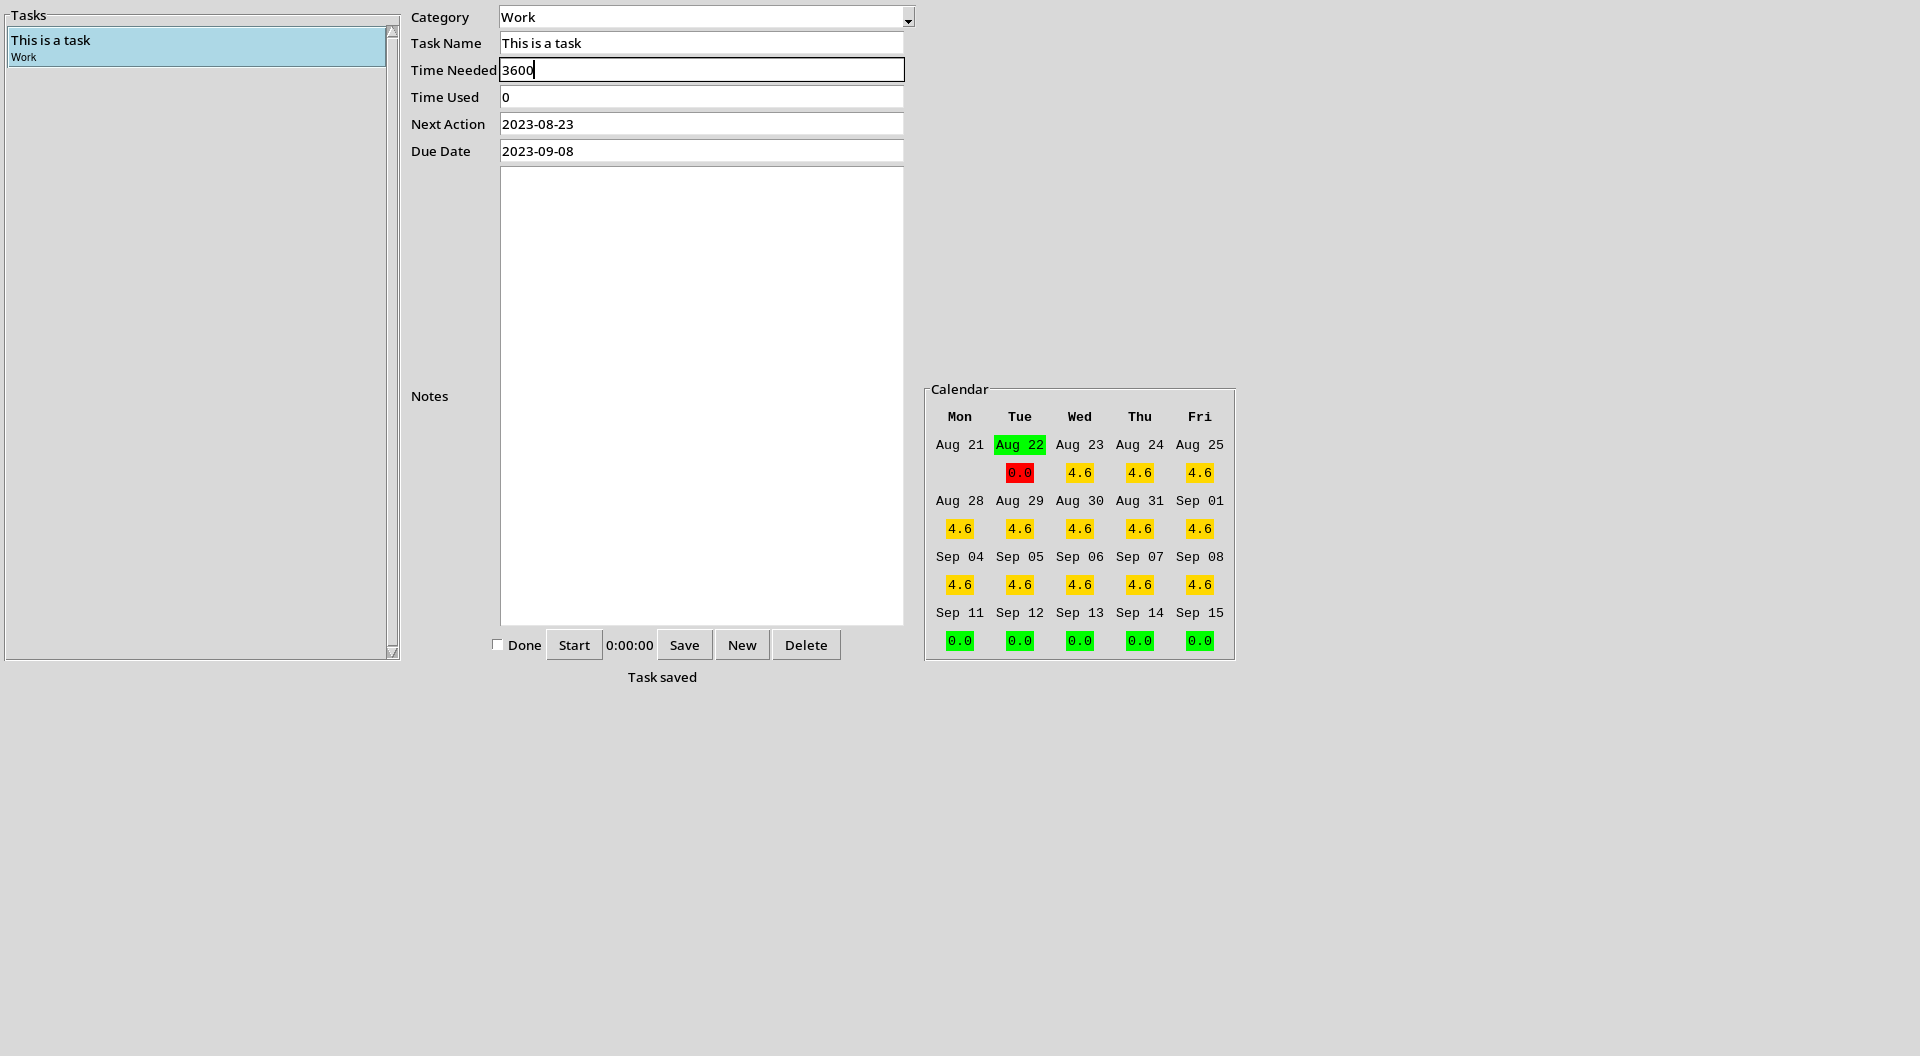 Tasks
This is a task
Work
Category Work
Task Name This is a task
Time Needed 3600
Time Used 0
Next Action 2023-08-23
Due Date 2023-09-08
Notes
Done Start 0:00:00 Save New Delete
Task saved
Calendar
Mon Tue Wed Thu Fri
Aug 21 Aug 22 Aug 23 Aug 24 Aug 25
0.0 4.6 4.6 4.6
Aug 28 Aug 29 Aug 30 Aug 31 Sep 01
4.6 4.6 4.6 4.6 4.6
Sep 04 Sep 05 Sep 06 Sep 07 Sep 08
4.6 4.6 4.6 4.6 4.6
Sep 11 Sep 12 Sep 13 Sep 14 Sep 15
0.0 0.0 0.0 0.0 0.0